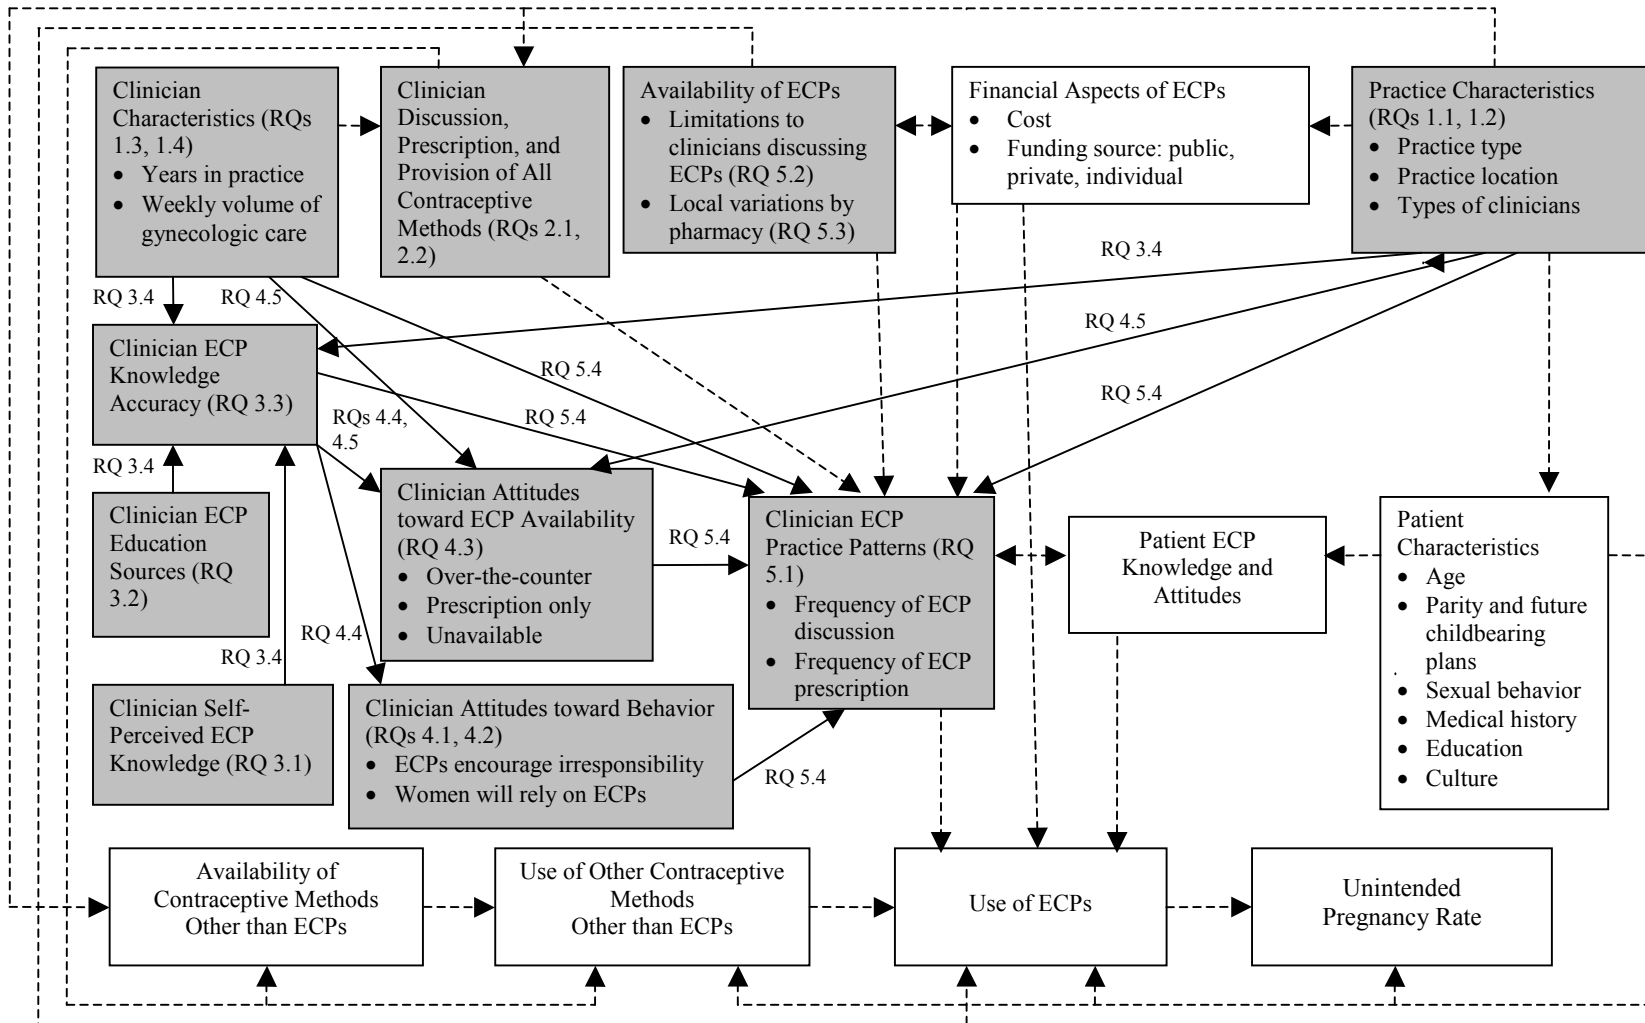 Clinician
Characteristics (RQs
1.3, 1.4)
• Years in practice
• Weekly volume of
gynecologic care
Clinician
Discussion,
Prescription, and
Provision of All
Contraceptive
Methods (RQs 2.1,
2.2)
Availability of ECPs
• Limitations to
clinicians discussing
ECPs (RQ 5.2)
• Local variations by
pharmacy (RQ 5.3)
Financial Aspects of ECPs
• Cost
• Funding source: public,
private, individual
Practice Characteristics
(RQs 1.1, 1.2)
• Practice type
• Practice location
• Types of clinicians
RQ 3.4
RQ 4.5
RQ 3.4
RQ 4.5
RQ 5.4
RQ 5.4
RQ 5.4
Clinician ECP
Knowledge
Accuracy (RQ 3.3)
RQs 4.4,
4.5
RQ 3.4
Clinician ECP
Education
Sources (RQ
3.2)
Clinician Attitudes
toward ECP Availability
(RQ 4.3)
• Over-the-counter
• Prescription only
• Unavailable
RQ 5.4
Clinician ECP
Practice Patterns (RQ
5.1)
• Frequency of ECP
discussion
• Frequency of ECP
prescription
Patient ECP
Knowledge and
Attitudes
Patient
Characteristics
• Age
• Parity and future
childbearing
plans
• Sexual behavior
• Medical history
• Education
• Culture
RQ 4.4
RQ 3.4
Clinician Self-
Perceived ECP
Knowledge (RQ 3.1)
Clinician Attitudes toward Behavior
(RQs 4.1, 4.2)
• ECPs encourage irresponsibility
• Women will rely on ECPs
RQ 5.4
Availability of
Contraceptive Methods
Other than ECPs
Use of Other Contraceptive
Methods
Other than ECPs
Use of ECPs
Unintended
Pregnancy Rate